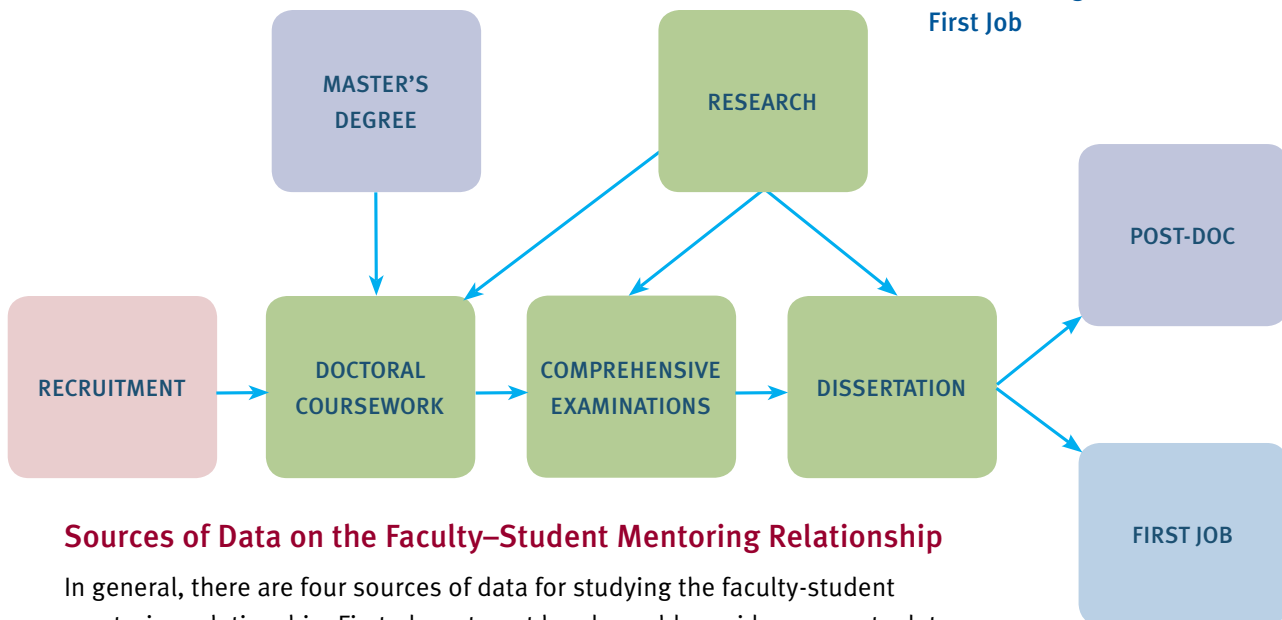 First Job
MASTER'S
DEGREE
RESEARCH
POST-DOC
RECRUITMENT
DOCTORAL
COURSEWORK
COMPREHENSIVE
EXAMINATIONS
DISSERTATION
FIRST JOB
Sources of Data on the Faculty–Student Mentoring Relationship
In general, there are four sources of data for studying the faculty-student